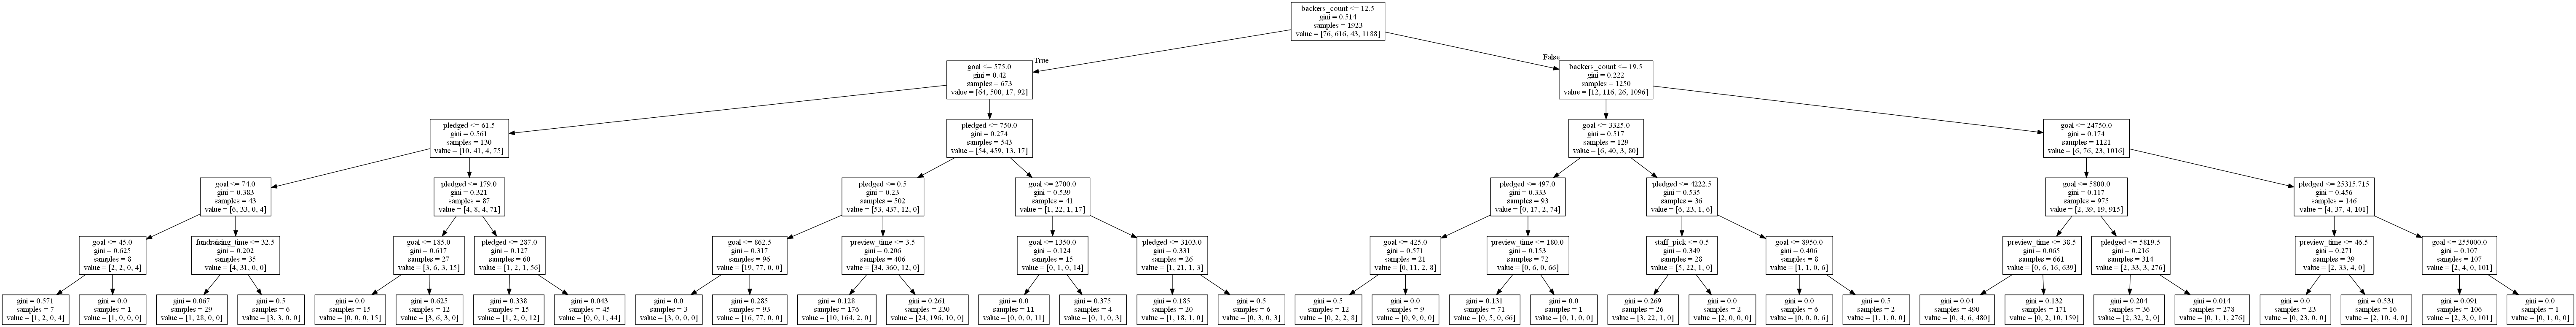 backers_count <= 12.5
gini = 0.514
samples = 1923
value = [76, 616, 43, 1188]
True
False
goal <= 575.0
gini = 0.42
samples = 673
value = [64, 500, 17, 92]
backers_count <= 19.5
gini = 0.222
samples = 1250
value = [12, 116, 26, 1096]
pledged <= 61.5
gini = 0.561
samples = 130
value = [10, 41, 4, 75]
pledged <= 750.0
gini = 0.274
samples = 543
value = [54, 459, 13, 17]
goal <= 3325.0
gini = 0.517
samples = 129
value = [6, 40, 3, 80]
goal <= 24750.0
gini = 0.174
samples = 1121
value = [6, 76, 23, 1016]
goal <= 74.0
gini = 0.383
samples = 43
value = [6, 33, 0, 4]
pledged <= 179.0
gini = 0.321
samples = 87
value = [4, 8, 4, 71]
pledged <= 0.5
gini = 0.23
samples = 502
value = [53, 437, 12, 0]
goal <= 2700.0
gini = 0.539
samples = 41
value = [1, 22, 1, 17]
pledged <= 497.0
gini = 0.333
samples = 93
value = [0, 17, 2, 74]
pledged <= 4222.5
gini = 0.535
samples = 36
value = [6, 23, 1, 6]
goal <= 5800.0
gini = 0.117
samples = 975
value = [2, 39, 19, 915]
pledged <= 25315.715
gini = 0.456
samples = 146
value = [4, 37, 4, 101]
goal <= 45.0
gini = 0.625
samples = 8
value = [2, 2, 0, 4]
fundraising_time <= 32.5
gini = 0.202
samples = 35
value = [4, 31, 0, 0]
goal <= 185.0
gini = 0.617
samples = 27
value = [3, 6, 3, 15]
pledged <= 287.0
gini = 0.127
samples = 60
value = [1, 2, 1, 56]
goal <= 862.5
gini = 0.317
samples = 96
value = [19, 77, 0, 0]
preview_time <= 3.5
gini = 0.206
samples = 406
value = [34, 360, 12, 0]
goal <= 1350.0
gini = 0.124
samples = 15
value = [0, 1, 0, 14]
pledged <= 3103.0
gini = 0.331
samples = 26
value = [1, 21, 1, 3]
goal <= 425.0
gini = 0.571
samples = 21
value = [0, 11, 2, 8]
preview_time <= 180.0
gini = 0.153
samples = 72
value = [0, 6, 0, 66]
staff_pick <= 0.5
gini = 0.349
samples = 28
value = [5, 22, 1, 0]
goal <= 8950.0
gini = 0.406
samples = 8
value = [1, 1, 0, 6]
preview_time <= 38.5
gini = 0.065
samples = 661
value = [0, 6, 16, 639]
pledged <= 5819.5
gini = 0.216
samples = 314
value = [2, 33, 3, 276]
preview_time <= 46.5
gini = 0.271
samples = 39
value = [2, 33, 4, 0]
goal <= 255000.0
gini = 0.107
samples = 107
value = [2, 4, 0, 101]
gini = 0.571
samples = 7
value = [1, 2, 0, 4]
gini = 0.0
samples = 1
value = [1, 0, 0, 0]
gini = 0.067
samples = 29
value = [1, 28, 0, 0]
gini = 0.5
samples = 6
value = [3, 3, 0, 0]
gini = 0.0
samples = 15
value = [0, 0, 0, 15]
gini = 0.625
samples = 12
value = [3, 6, 3, 0]
gini = 0.338
samples = 15
value = [1, 2, 0, 12]
gini = 0.043
samples = 45
value = [0, 0, 1, 44]
gini = 0.0
samples = 3
value = [3, 0, 0, 0]
gini = 0.285
samples = 93
value = [16, 77, 0, 0]
gini = 0.128
samples = 176
value = [10, 164, 2, 0]
gini = 0.261
samples = 230
value = [24, 196, 10, 0]
gini = 0.0
samples = 11
value = [0, 0, 0, 11]
gini = 0.375
samples = 4
value = [0, 1, 0, 3]
gini = 0.185
samples = 20
value = [1, 18, 1, 0]
gini = 0.5
samples = 6
value = [0, 3, 0, 3]
gini = 0.5
samples = 12
value = [0, 2, 2, 8]
gini = 0.0
samples = 9
value = [0, 9, 0, 0]
gini = 0.131
samples = 71
value = [0, 5, 0, 66]
gini = 0.0
samples = 1
value = [0, 1, 0, 0]
gini = 0.269
samples = 26
value = [3, 22, 1, 0]
gini = 0.0
samples = 2
value = [2, 0, 0, 0]
gini = 0.0
samples = 6
value = [0, 0, 0, 6]
gini = 0.5
samples = 2
value = [1, 1, 0, 0]
gini = 0.04
samples = 490
value = [0, 4, 6, 480]
gini = 0.132
samples = 171
value = [0, 2, 10, 159]
gini = 0.204
samples = 36
value = [2, 32, 2, 0]
gini = 0.014
samples = 278
value = [0, 1, 1, 276]
gini = 0.0
samples = 23
value = [0, 23, 0, 0]
gini = 0.531
samples = 16
value = [2, 10, 4, 0]
gini = 0.091
samples = 106
value = [2, 3, 0, 101]
gini = 0.0
samples = 1
value = [0, 1, 0, 0]